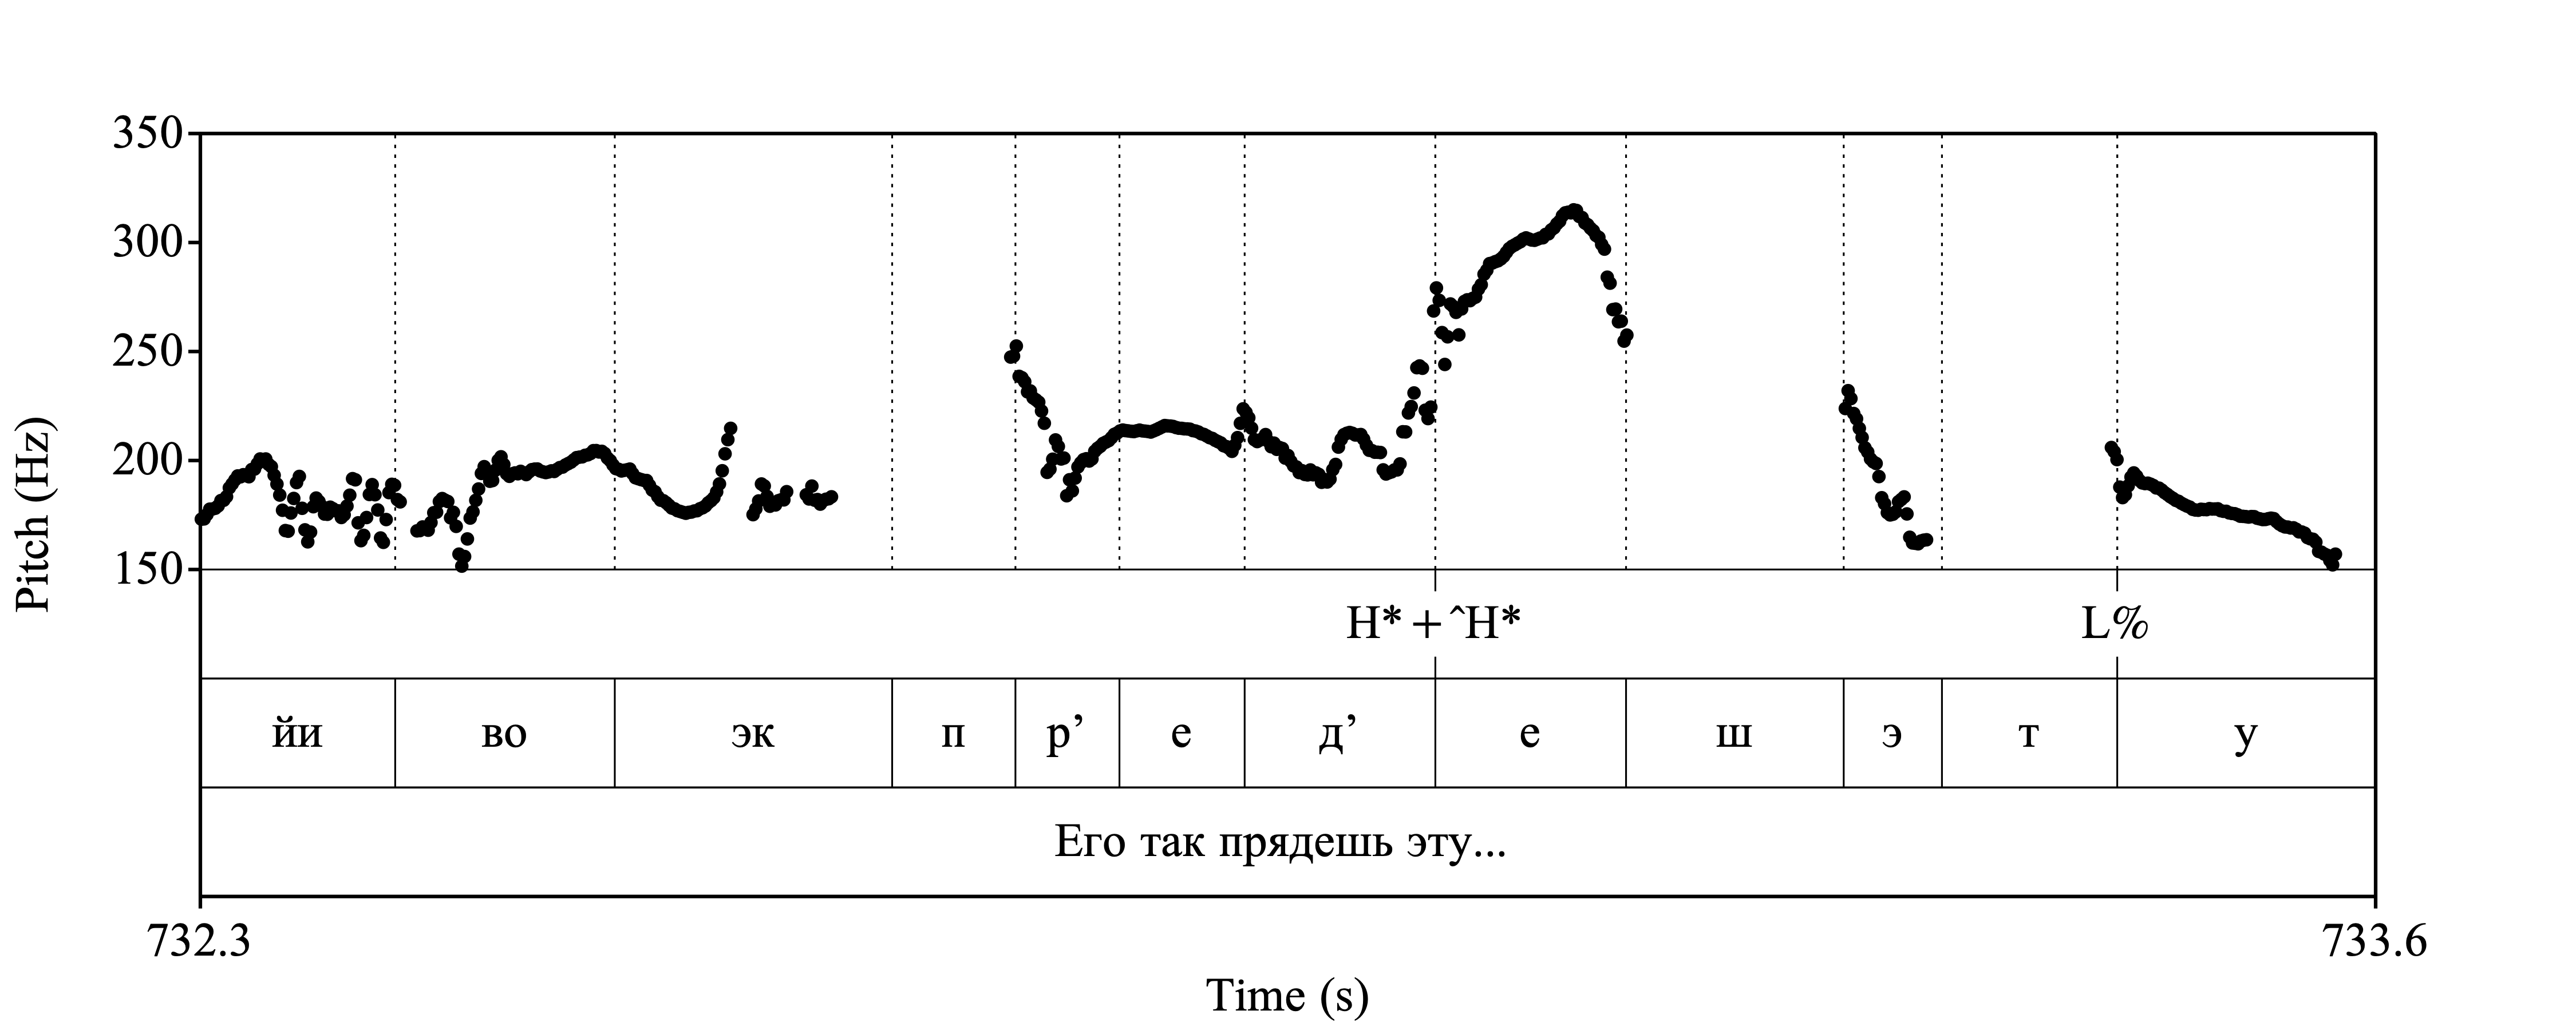 350
300
250
200
150
Pitch (Hz)
H* + ˆH* L%
йи во эк п р’ е д’ е ш э т у
Его так прядешь эту...
732.3 733.6
Time (s)